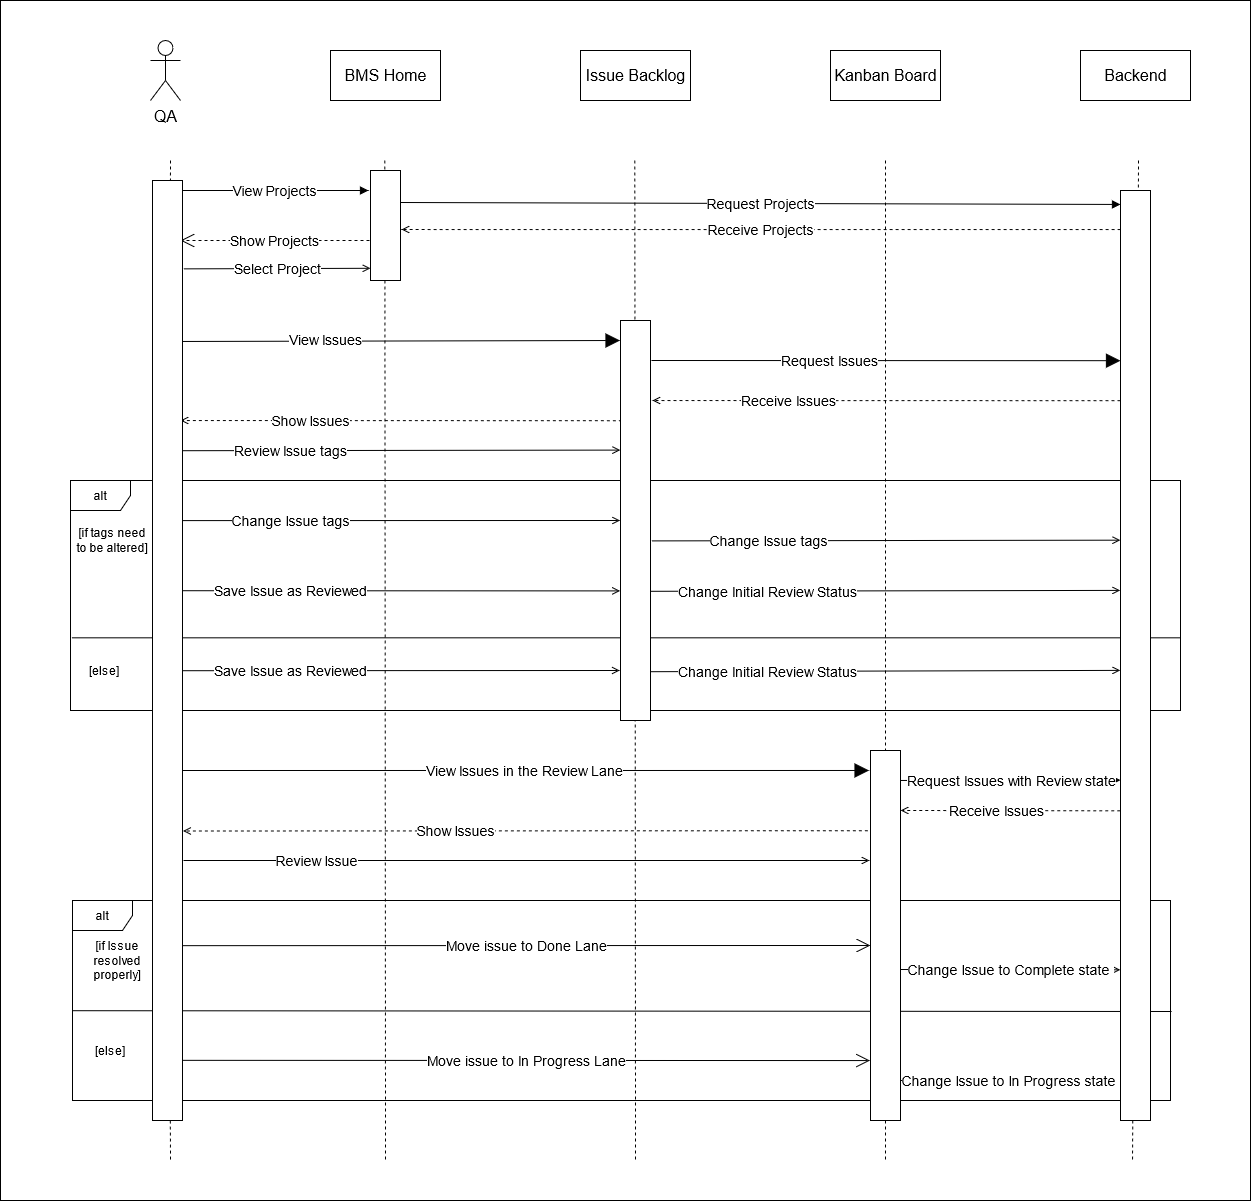 QA
BMS Home
Issue Backlog
Kanban Board
Backend
View Projects
Request Projects
Receive Projects
Show Projects
Select Project
View Issues
Request Issues
Receive Issues
Show Issues
Review Issue tags
alt
[if tags need
to be altered]
Change Issue tags
Change Issue tags
Save Issue as Reviewed
Change Initial Review Status
[else]
Save Issue as Reviewed
Change Initial Review Status
View Issues in the Review Lane
Request Issues with Review state
Receive Issues
Show Issues
Review Issue
alt
[if Issue
resolved
properly]
Move issue to Done Lane
Change Issue to Complete state
[else]
Move issue to In Progress Lane
Change Issue to In Progress state